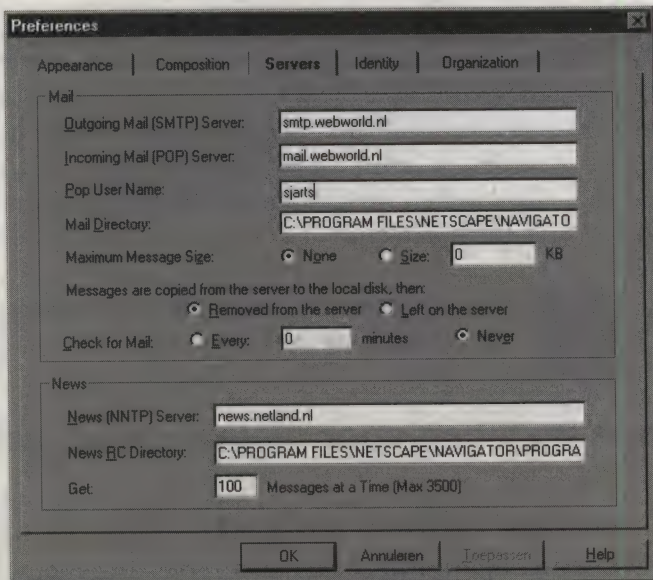 Preferences
Appearance | Composition | Servers | Identity | Organization |
Mail
Outgoing Mail (SMTP) Server: smtp.webworld.nl
Incoming Mail (POP) Server: mail.webworld.nl
Pop User Name: sjarts
Mail Directory: C:\PROGRAM FILES\NETSCAPE\NAVIGATO
Maximum Message Size: None Size: 0 KB
Messages are copied from the server to the local disk, then:
Removed from the server Left on the server
Check for Mail: Every: 0 minutes Never
News
News (NNTP) Server: news.netland.nl
News RC Directory: C:\PROGRAM FILES\NETSCAPE\NAVIGATOR\PROGRA
Get: 100 Messages at a Time (Max 3500)
OK Annuleren Toepassen Help